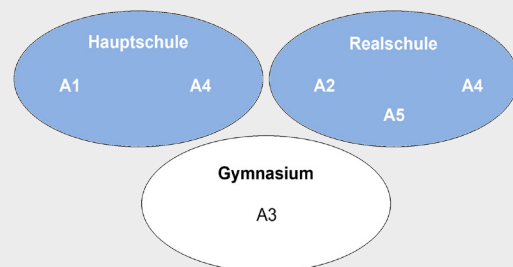 Hauptschule
A1 A4
Realschule
A2 A4
A5
Gymnasium
A3